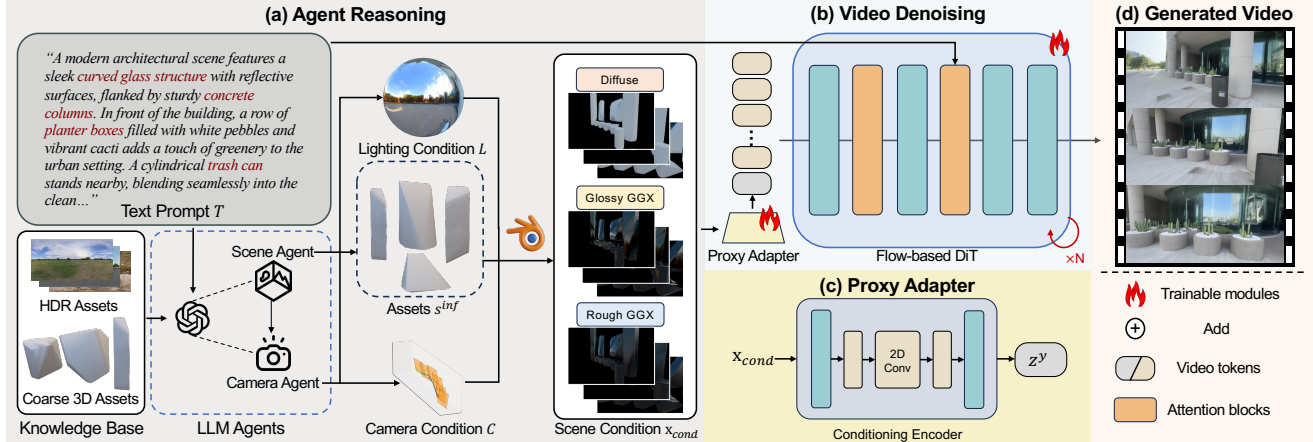 (a) Agent Reasoning
“A modern architectural scene features a
sleek curved glass structure with reflective
surfaces, flanked by sturdy concrete
columns. In front of the building, a row of
planter boxes filled with white pebbles and
vibrant cacti adds a touch of greenery to the
urban setting. A cylindrical trash can
stands nearby, blending seamlessly into the
clean…”
Text Prompt T
HDR Assets
Coarse 3D Assets
Knowledge Base
Scene Agent
Camera Agent
LLM Agents
Lighting Condition L
Assets s^{inf}
Camera Condition C
Diffuse
Glossy GGX
Rough GGX
Scene Condition x_{cond}
(b) Video Denoising
Proxy Adapter
Flow-based DiT
×N
(c) Proxy Adapter
x_{cond}
2D
Conv
z^y
Conditioning Encoder
(d) Generated Video
Trainable modules
Add
Video tokens
Attention blocks